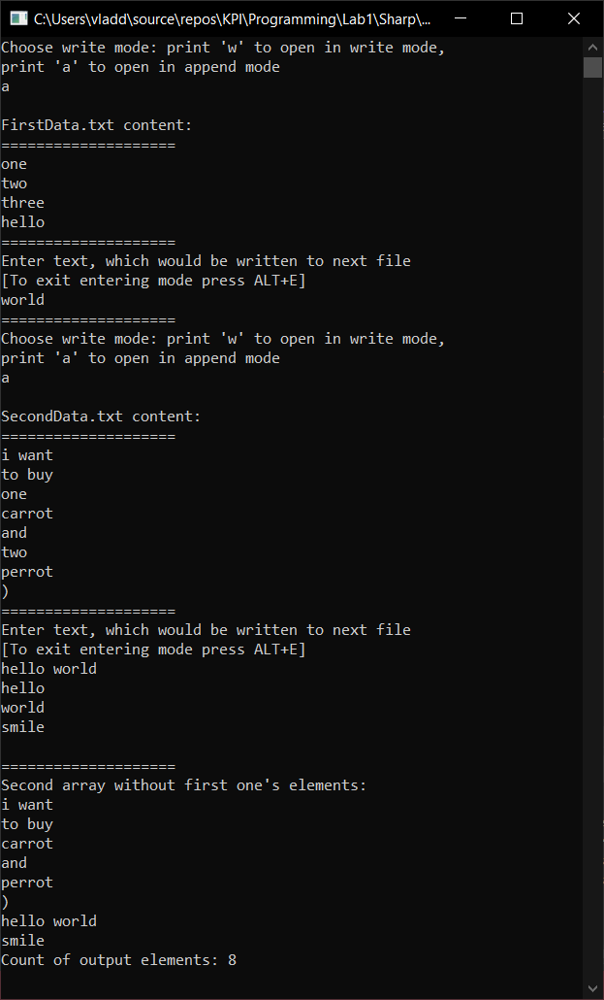 C:\Users\vladd\source\repos\KPI\Programming\Lab1\Sharp\...
Choose write mode: print 'w' to open in write mode,
print 'a' to open in append mode
a

FirstData.txt content:
====================
one
two
three
hello
====================
Enter text, which would be written to next file
[To exit entering mode press ALT+E]
world
====================
Choose write mode: print 'w' to open in write mode,
print 'a' to open in append mode
a

SecondData.txt content:
====================
i want
to buy
one
carrot
and
two
perrot
)
====================
Enter text, which would be written to next file
[To exit entering mode press ALT+E]
hello world
hello
world
smile

====================
Second array without first one's elements:
i want
to buy
carrot
and
perrot
)
hello world
smile
Count of output elements: 8